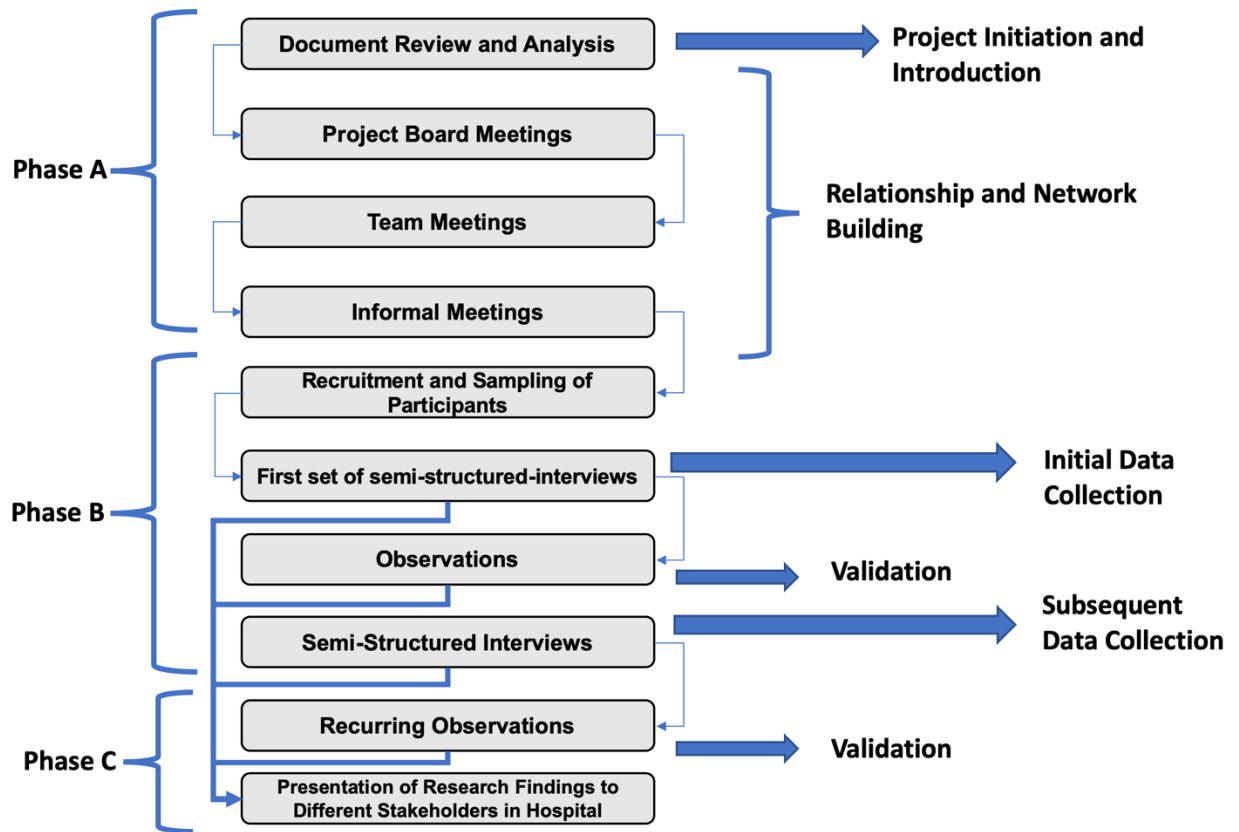 Document Review and Analysis
Project Initiation and
Introduction
Project Board Meetings
Phase A
Relationship and Network
Building
Team Meetings
Informal Meetings
Recruitment and Sampling of
Participants
First set of semi-structured-interviews
Initial Data
Collection
Phase B
Observations
Validation
Semi-Structured Interviews
Subsequent
Data Collection
Recurring Observations
Validation
Phase C
Presentation of Research Findings to
Different Stakeholders in Hospital